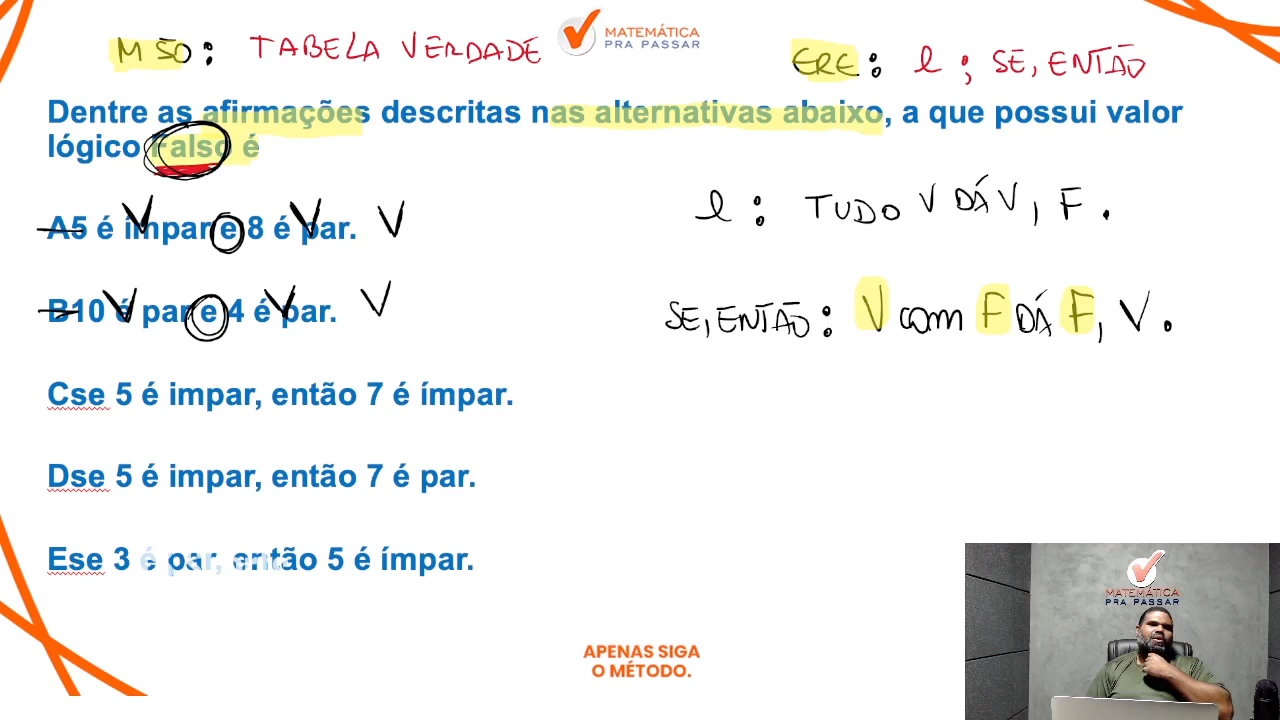 MATEMÁTICA
PRA PASSAR
MSO: TABELA VERDADE
ERE: e ; SE, ENTÃO
Dentre as afirmações descritas nas alternativas abaixo, a que possui valor
lógico Falso é
V V V
A5 é ímpar e 8 é par.
e : TUDO V DÁ V, F.
V V V
B10 é par e 4 é par.
SE, ENTÃO: V com F DÁ F, V.
Cse 5 é impar, então 7 é ímpar.
Dse 5 é impar, então 7 é par.
Ese 3 é par, então 5 é ímpar.
MATEMÁTICA
PRA PASSAR
APENAS SIGA
O MÉTODO.